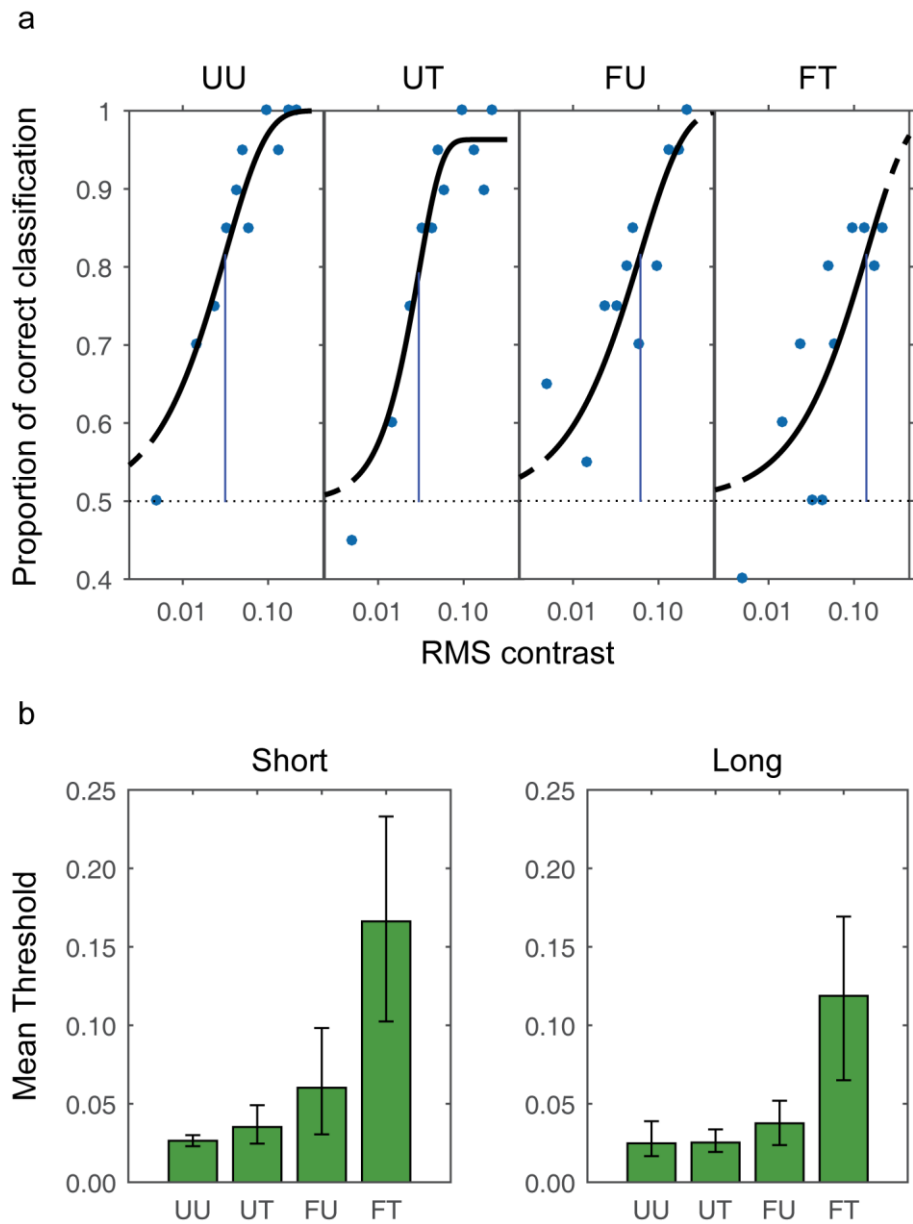 a
UU UT FU FT
Proportion of correct classification
1
0.9
0.8
0.7
0.6
0.5
0.4
0.01 0.10 0.01 0.10 0.01 0.10 0.01 0.10
RMS contrast
b
Short Long
Mean Threshold
0.25 0.25
0.20 0.20
0.15 0.15
0.10 0.10
0.05 0.05
0.00 0.00
UU UT FU FT UU UT FU FT